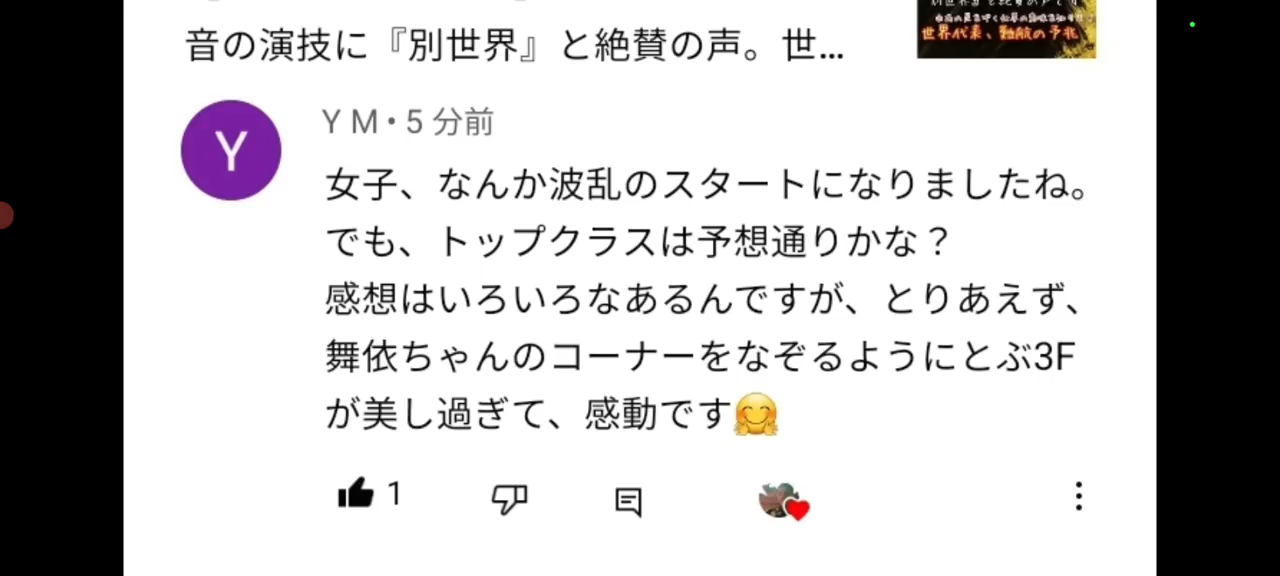 音の演技に『別世界』と絶賛の声。世...
世界代表、
Y
Y M • 5 分前
女子、なんか波乱のスタートになりましたね。
でも、トップクラスは予想通りかな？
感想はいろいろなあるんですが、とりあえず、
舞依ちゃんのコーナーをなぞるようにとぶ3F
が美し過ぎて、感動です🤗
1